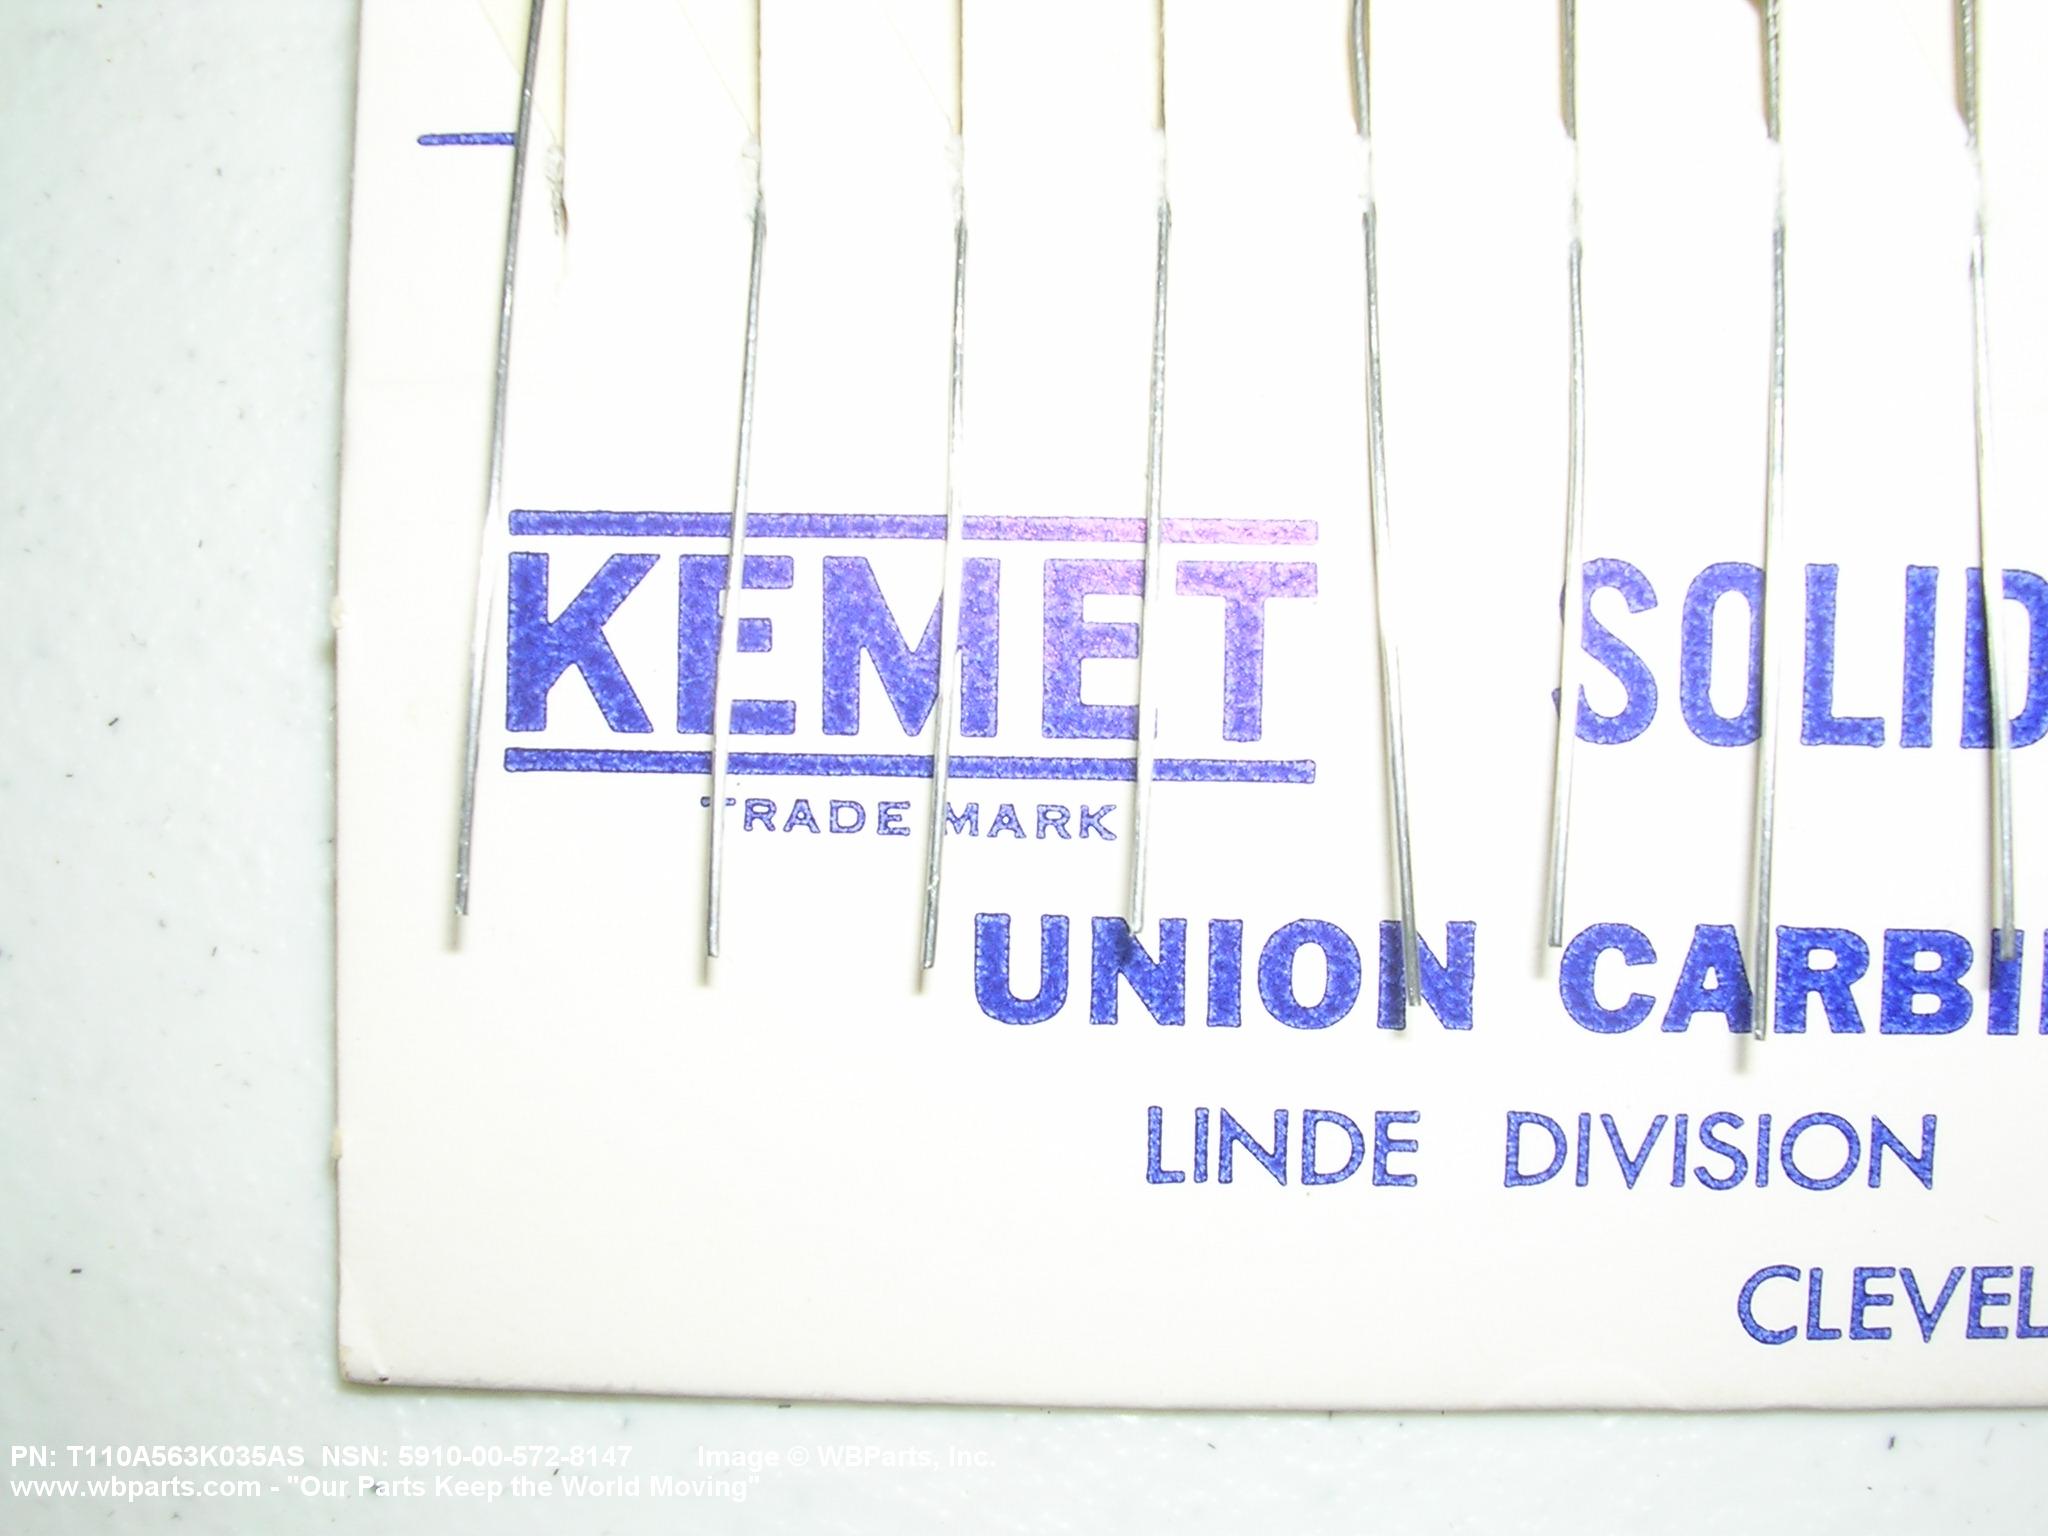 KEMET SOLID
TRADE MARK
UNION CARBI
LINDE DIVISION
CLEVEL
PN: T110A563K035AS NSN: 5910-00-572-8147 Image © WBParts, Inc.
www.wbparts.com - "Our Parts Keep the World Moving"